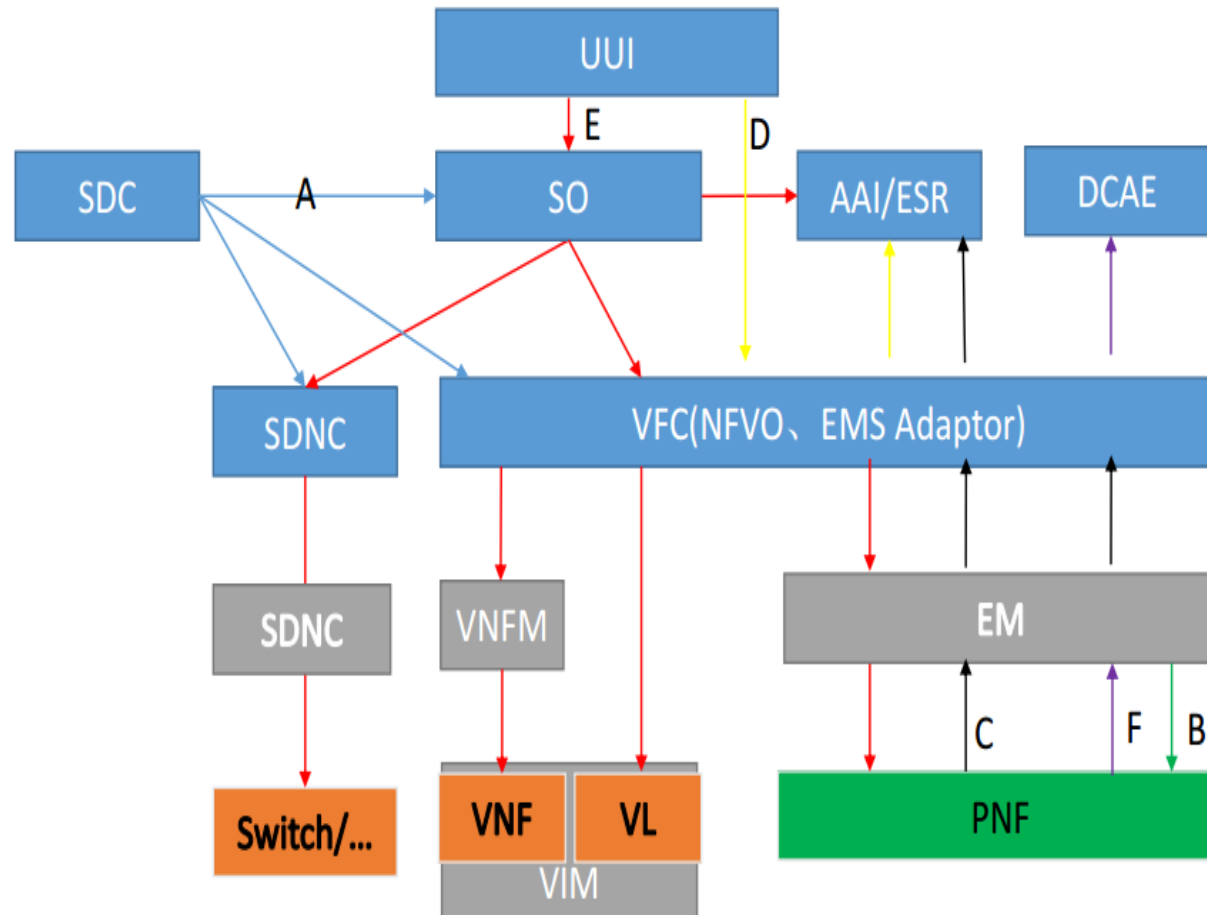 UUI
E
D
SDC
A
SO
AAI/ESR
DCAE
SDNC
VFC(NFVO、EMS Adaptor)
SDNC
VNFM
EM
C
F
B
Switch/...
VNF
VL
PNF
VIM